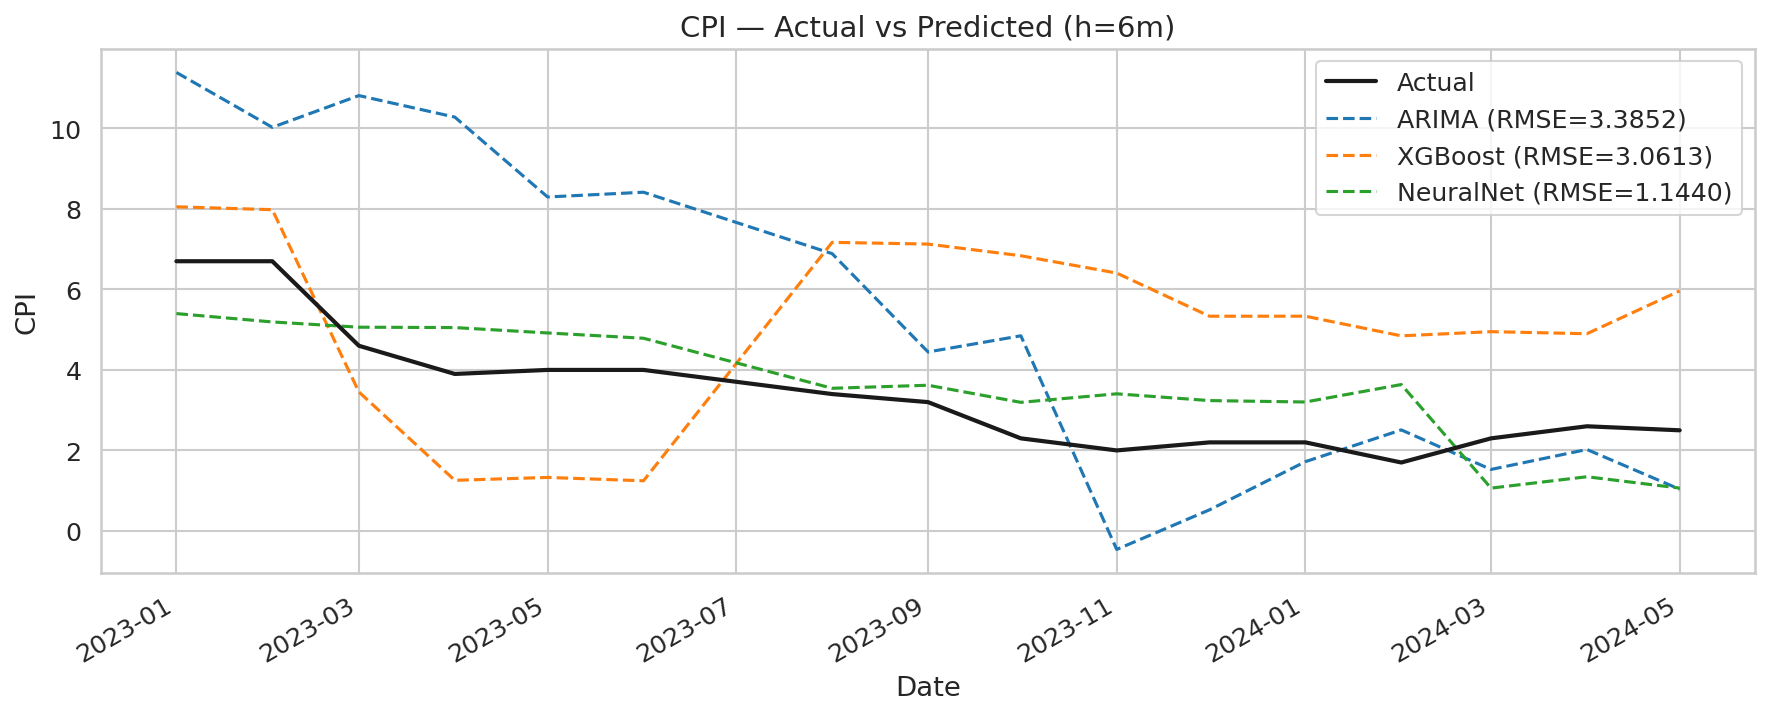 CPI — Actual vs Predicted (h=6m)
Actual
ARIMA (RMSE=3.3852)
XGBoost (RMSE=3.0613)
NeuralNet (RMSE=1.1440)
CPI
10
8
6
4
2
0
2023-01
2023-03
2023-05
2023-07
2023-09
2023-11
2024-01
2024-03
2024-05
Date